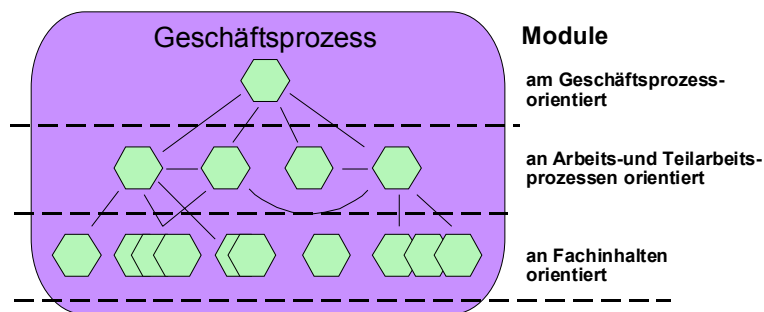 Geschäftsprozess
Module
am Geschäftsprozess-
orientiert
an Arbeits-und Teilarbeits-
prozessen orientiert
an Fachinhalten
orientiert